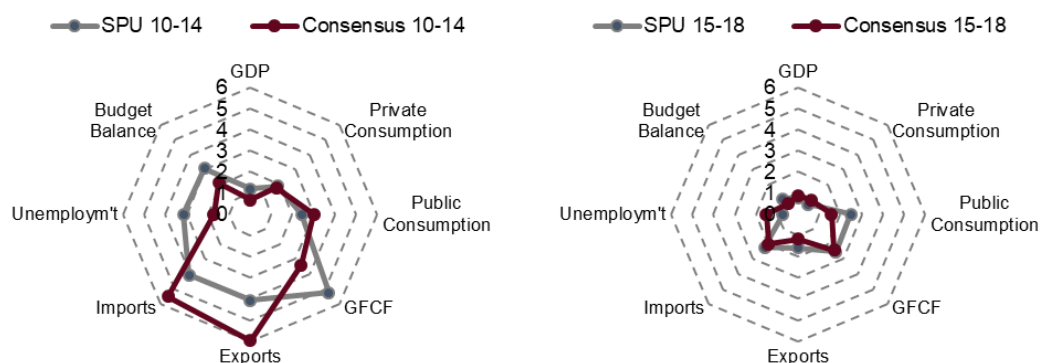 SPU 10-14
Consensus 10-14
GDP
Private
Consumption
Public
Consumption
GFCF
Exports
Imports
Unemploym't
Budget
Balance
6
5
4
3
2
1
0
SPU 15-18
Consensus 15-18
GDP
Private
Consumption
Public
Consumption
GFCF
Exports
Imports
Unemploym't
Budget
Balance
6
5
4
3
2
1
0